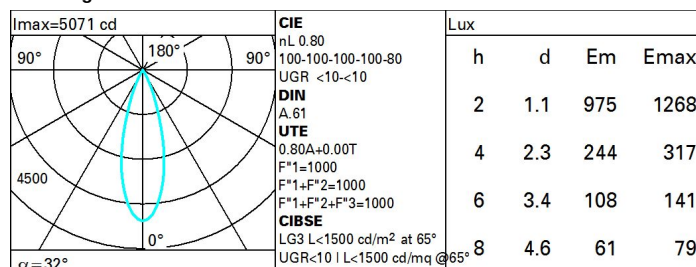 Imax=5071 cd
90° 180° 90°
4500
0°
α=32°
CIE
nL 0.80
100-100-100-100-80
UGR <10-<10
DIN
A.61
UTE
0.80A+0.00T
F"1=1000
F"1+F"2=1000
F"1+F"2+F"3=1000
CIBSE
LG3 L<1500 cd/m² at 65°
UGR<10 | L<1500 cd/mq @65°
Lux
h d Em Emax
2 1.1 975 1268
4 2.3 244 317
6 3.4 108 141
8 4.6 61 79